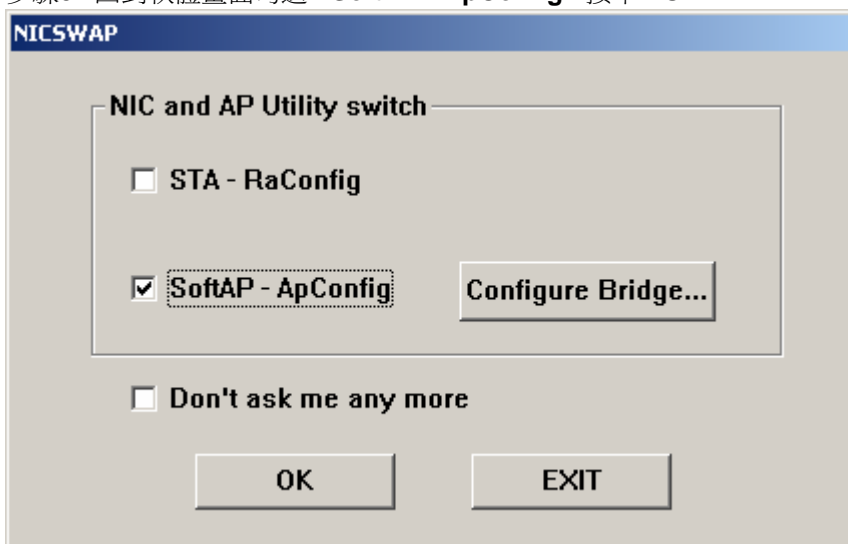 NICSWAP
NIC and AP Utility switch
STA - RaConfig
SoftAP - ApConfig
Configure Bridge...
Don't ask me any more
OK
EXIT